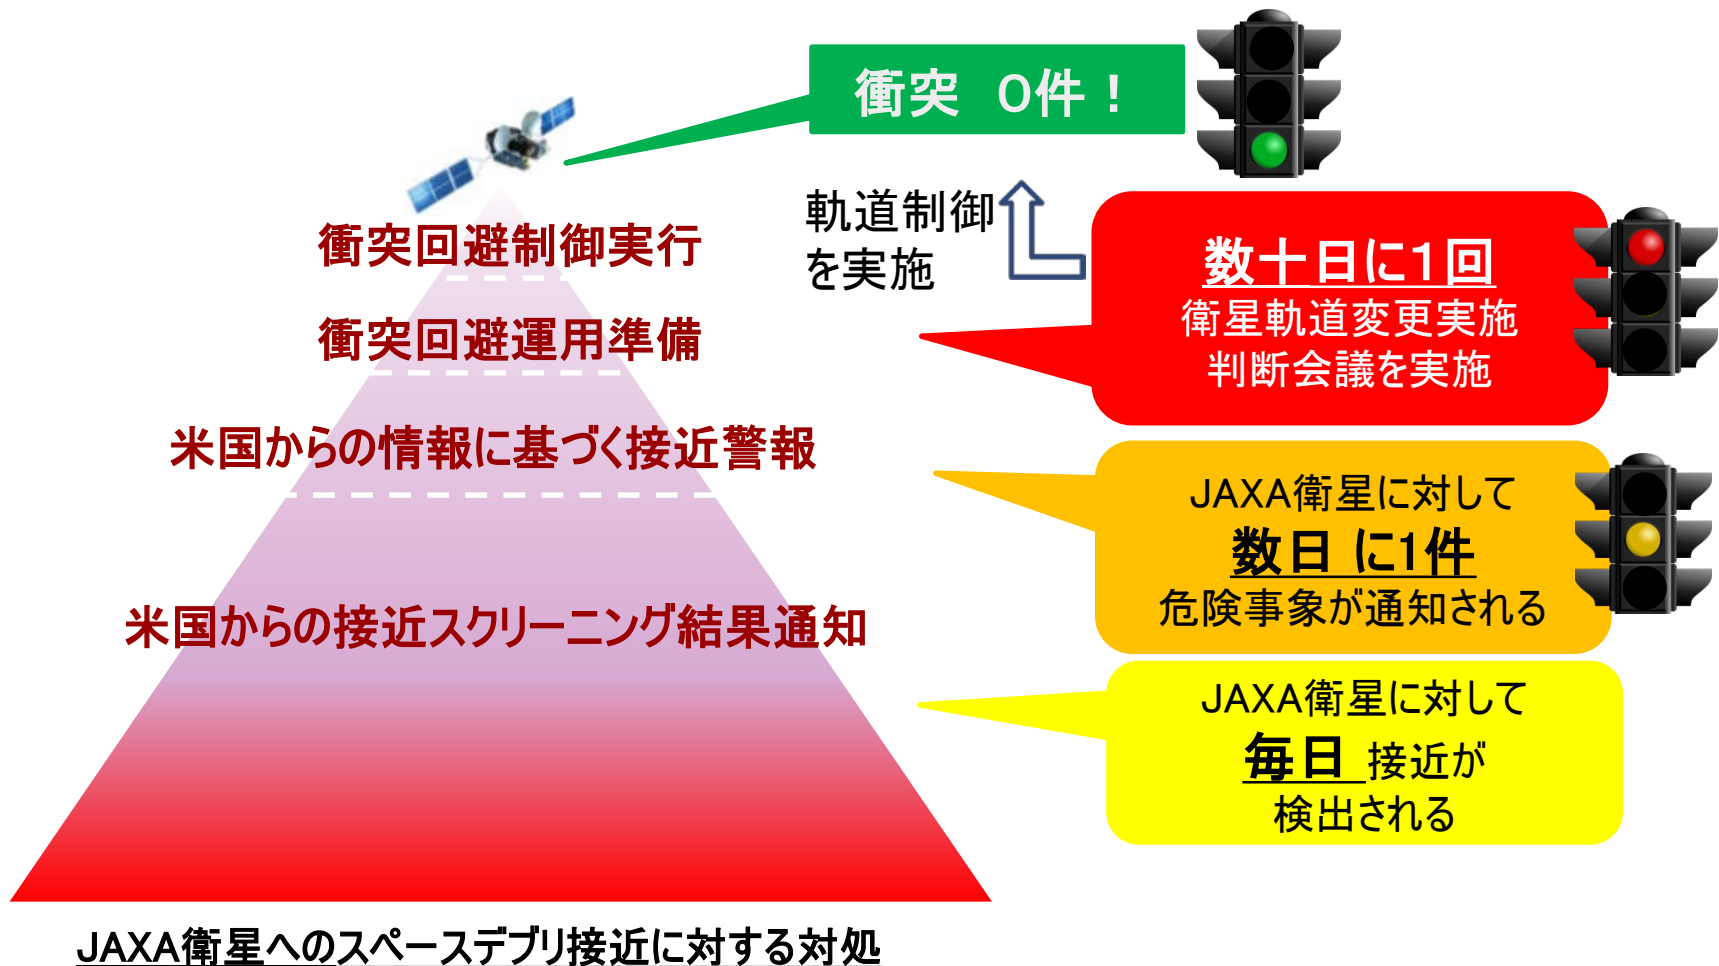 衝突　0件！
軌道制御
を実施
衝突回避制御実行
数十日に1回
衛星軌道変更実施
判断会議を実施
衝突回避運用準備
米国からの情報に基づく接近警報
JAXA衛星に対して
数日 に1件
危険事象が通知される
米国からの接近スクリーニング結果通知
JAXA衛星に対して
毎日 接近が
検出される
JAXA衛星へのスペースデブリ接近に対する対処